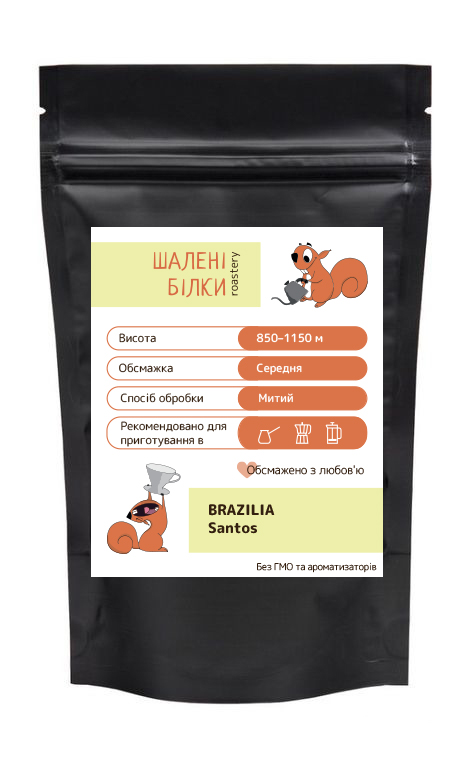 ШАЛЕНІ
БІЛКИ
roastery
Висота 850–1150 м
Обсмажка Середня
Спосіб обробки Митий
Рекомендовано для
приготування в
Обсмажено з любов'ю
BRAZILIA
Santos
Без ГМО та ароматизаторів